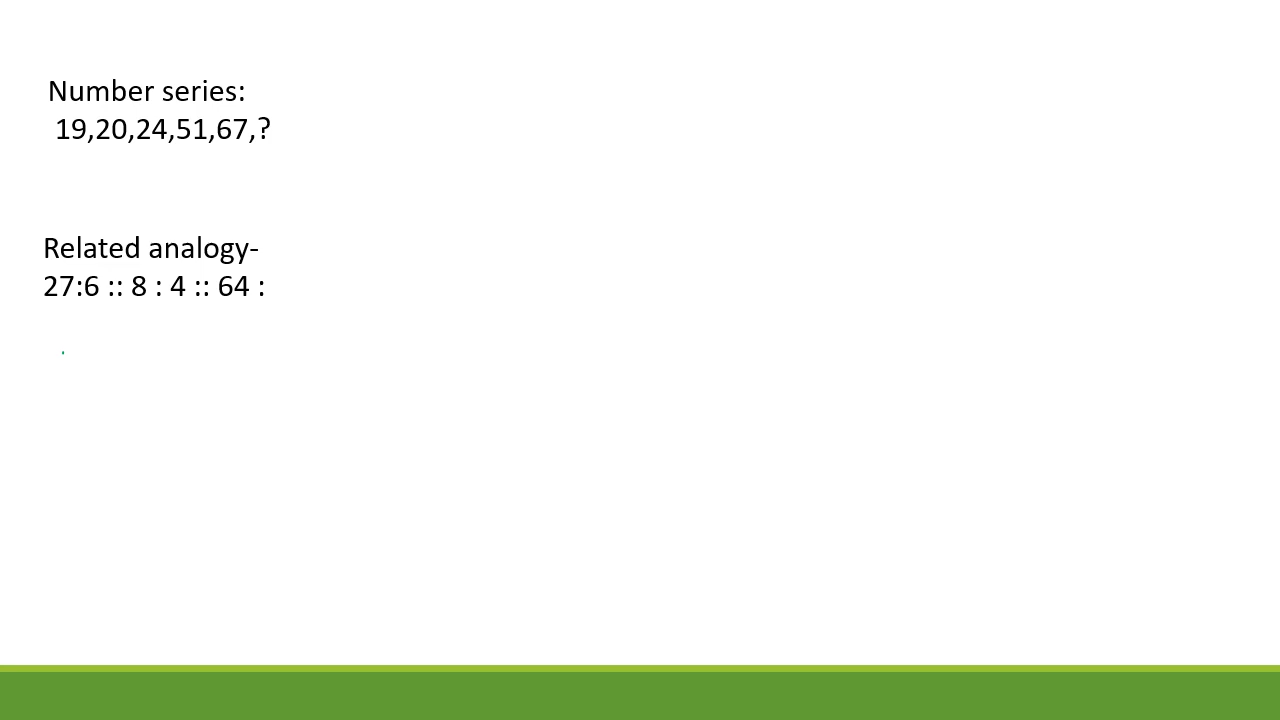 Number series:
19,20,24,51,67,?
Related analogy-
27:6 :: 8 : 4 :: 64 :